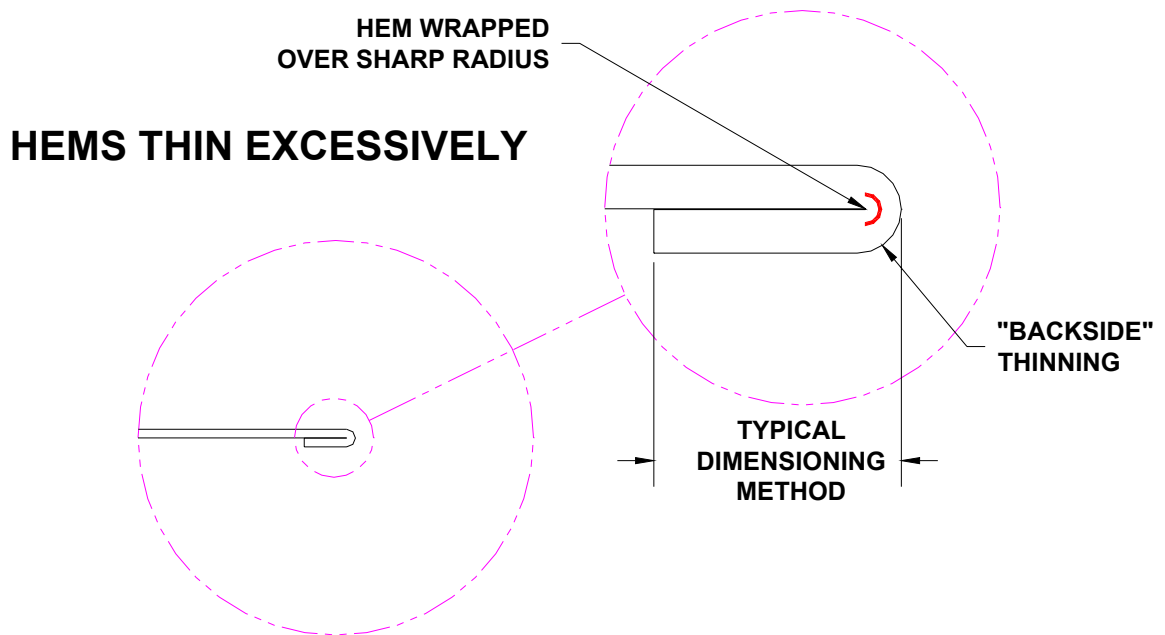 HEM WRAPPED
OVER SHARP RADIUS
HEMS THIN EXCESSIVELY
"BACKSIDE"
THINNING
TYPICAL
DIMENSIONING
METHOD